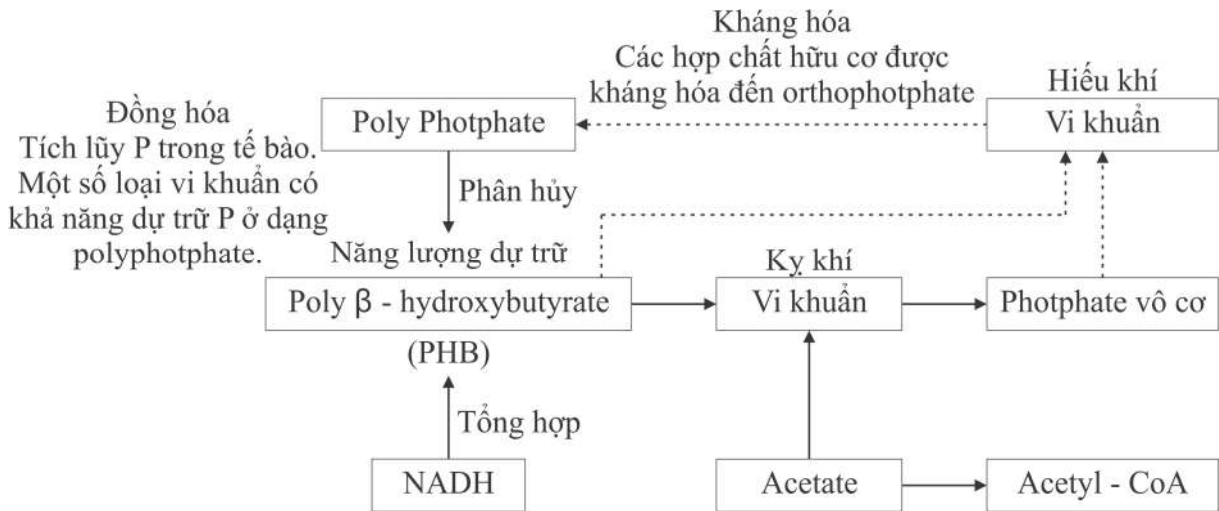 Kháng hóa
Các hợp chất hữu cơ được
kháng hóa đến orthophotphate
Hiếu khí
Vi khuẩn
Đồng hóa
Tích lũy P trong tế bào.
Một số loại vi khuẩn có
khả năng dự trữ P ở dạng
polyphotphate.
Poly Photphate
Phân hủy
Năng lượng dự trữ
Poly β - hydroxybutyrate
(PHB)
Kỵ khí
Vi khuẩn
Photphate vô cơ
Tổng hợp
NADH
Acetate
Acetyl - CoA